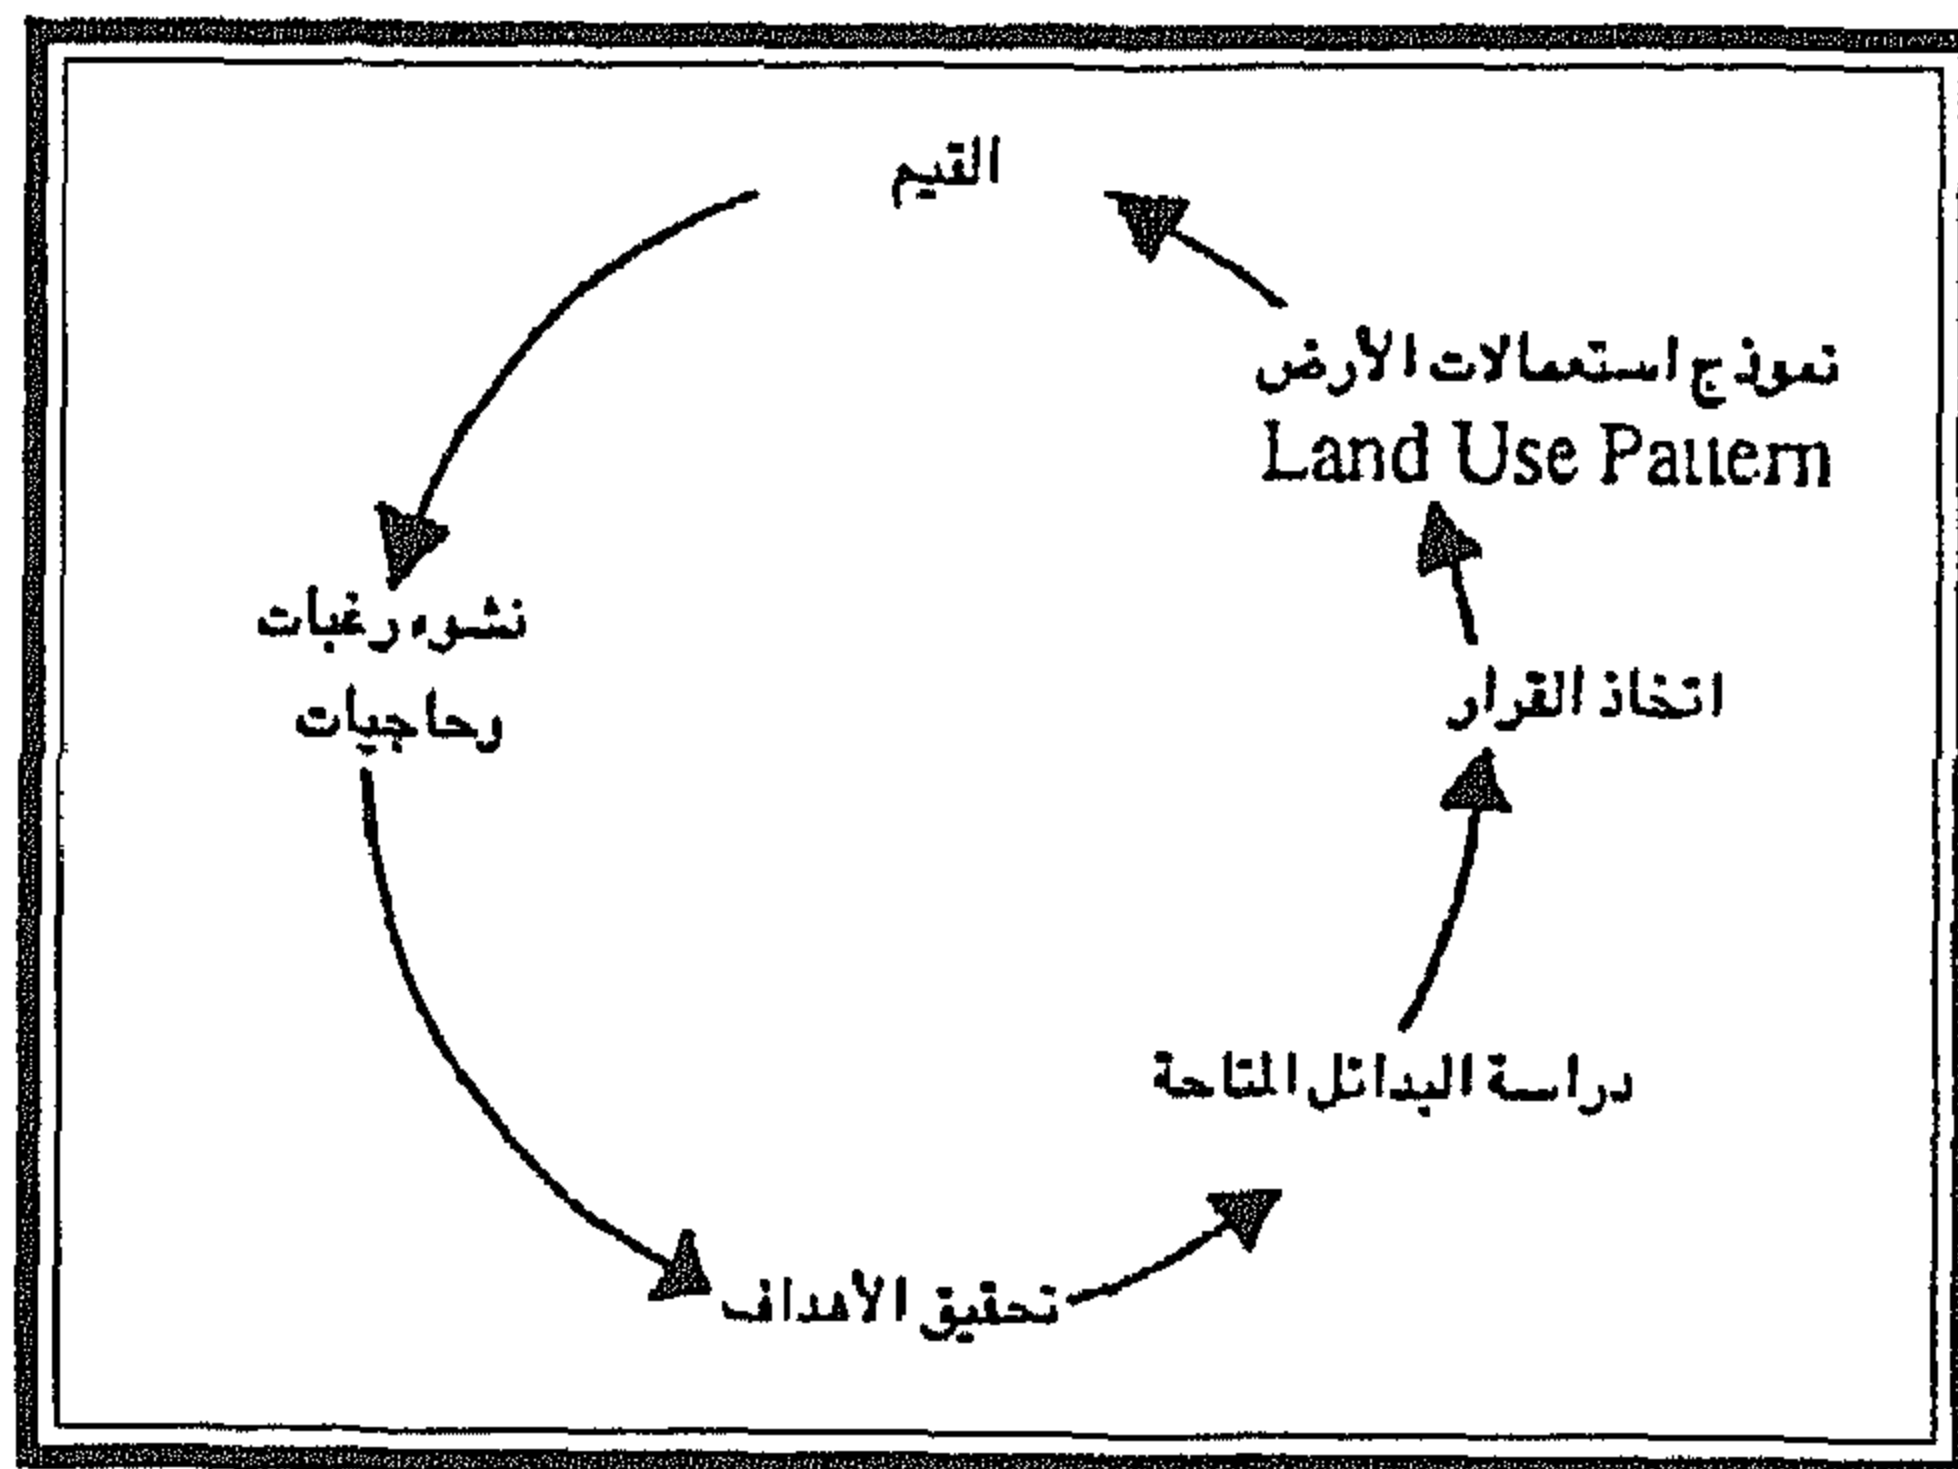 القيم
نموذج استعمالات الأرض
Land Use Pattern
نشوء رغبات
وحاجيات
اتخاذ القرار
دراسة البدائل المتاحة
تحقيق الأهداف